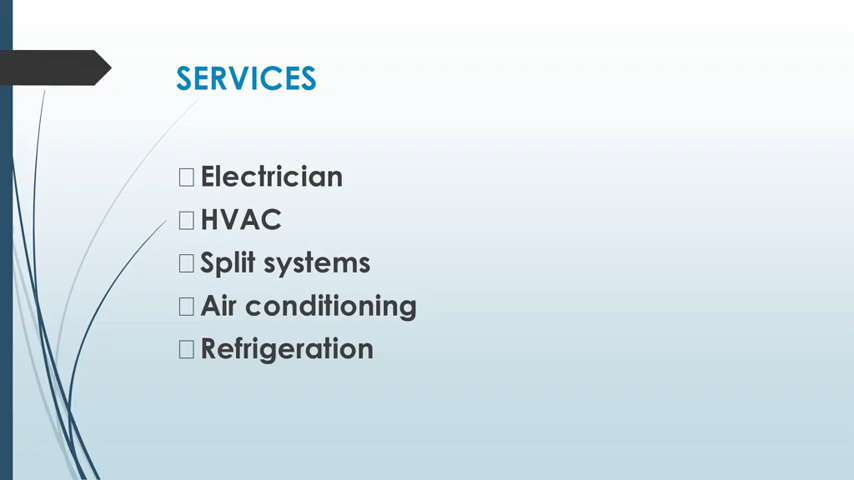 SERVICES
□ Electrician
□ HVAC
□ Split systems
□ Air conditioning
□ Refrigeration